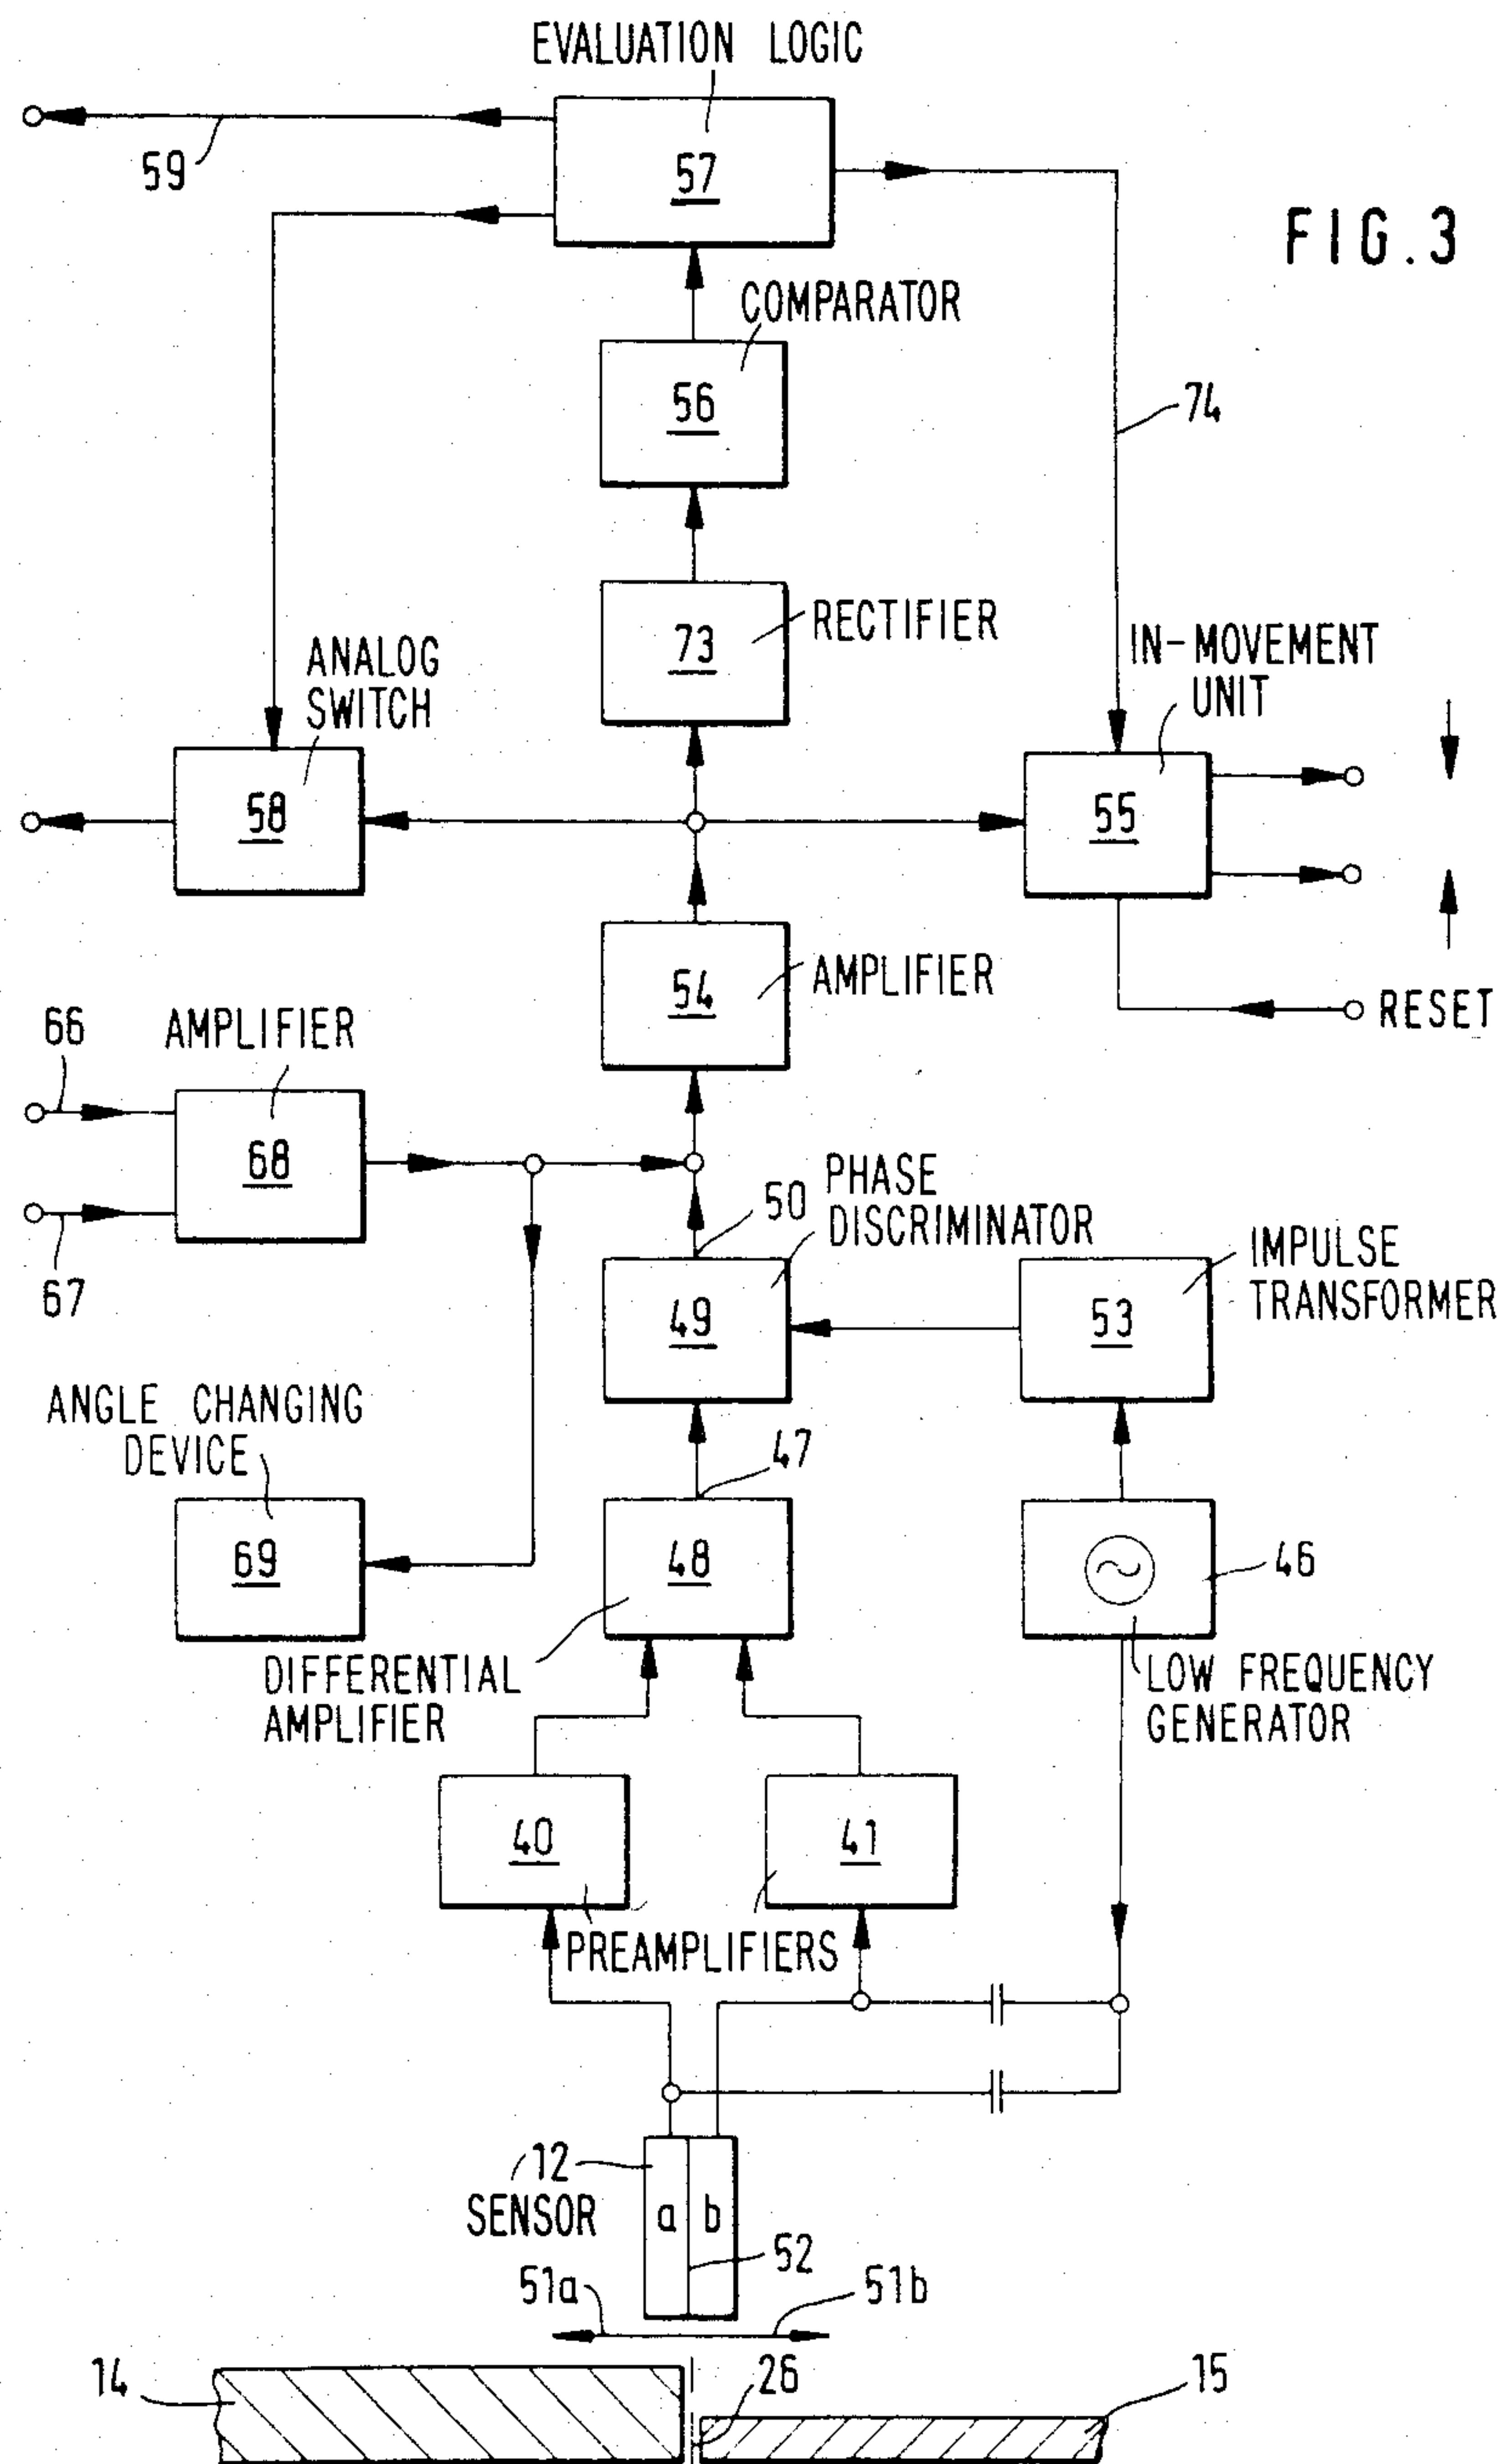 EVALUATION LOGIC
59
57
FIG.3
COMPARATOR
56
74
73
RECTIFIER
ANALOG
SWITCH
IN-MOVEMENT
UNIT
58
55
54
AMPLIFIER
RESET
66
AMPLIFIER
68
67
50
PHASE
DISCRIMINATOR
49
IMPULSE
TRANSFORMER
53
ANGLE CHANGING
DEVICE
47
69
48
46
DIFFERENTIAL
AMPLIFIER
LOW FREQUENCY
GENERATOR
40
41
PREAMPLIFIERS
12
SENSOR
a
b
52
51a
51b
14
26
15